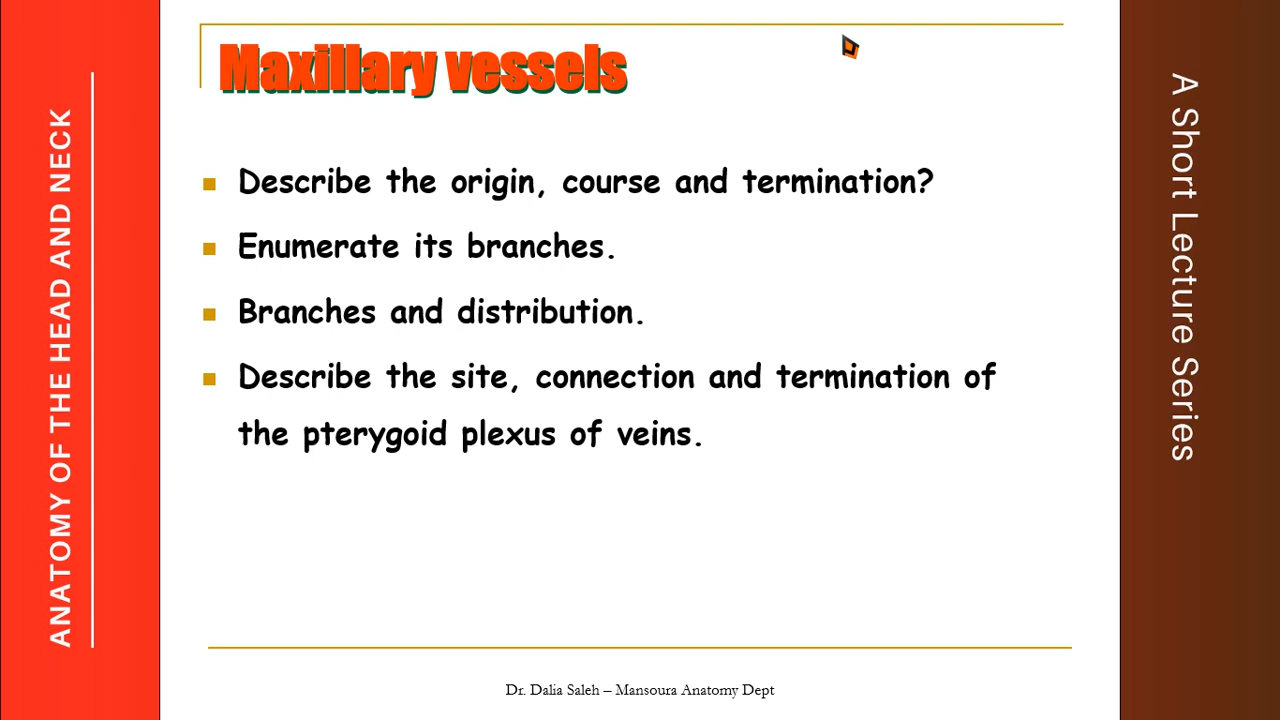 ANATOMY OF THE HEAD AND NECK
Maxillary vessels
Describe the origin, course and termination?
Enumerate its branches.
Branches and distribution.
Describe the site, connection and termination of
the pterygoid plexus of veins.
Dr. Dalia Saleh – Mansoura Anatomy Dept
A Short Lecture Series